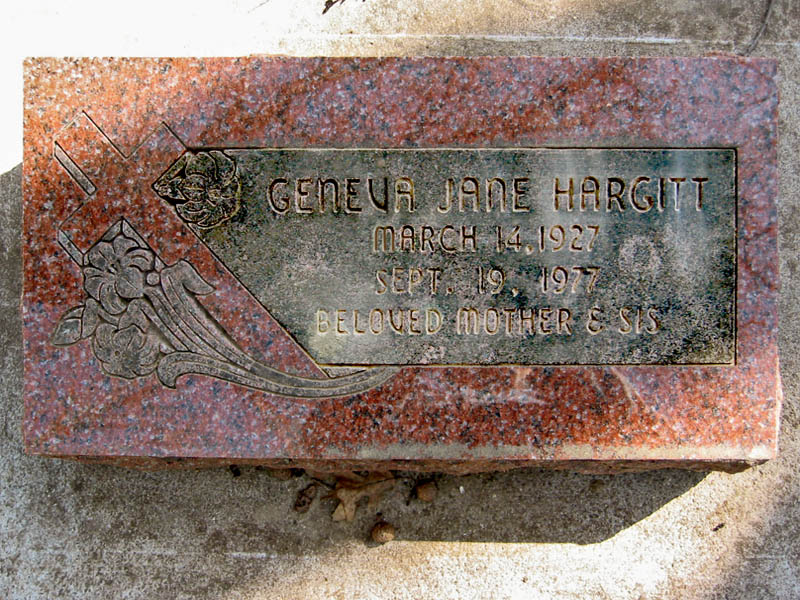 GENEVA JANE HARGITT
MARCH 14, 1927
SEPT. 19, 1977
BELOVED MOTHER & SIS